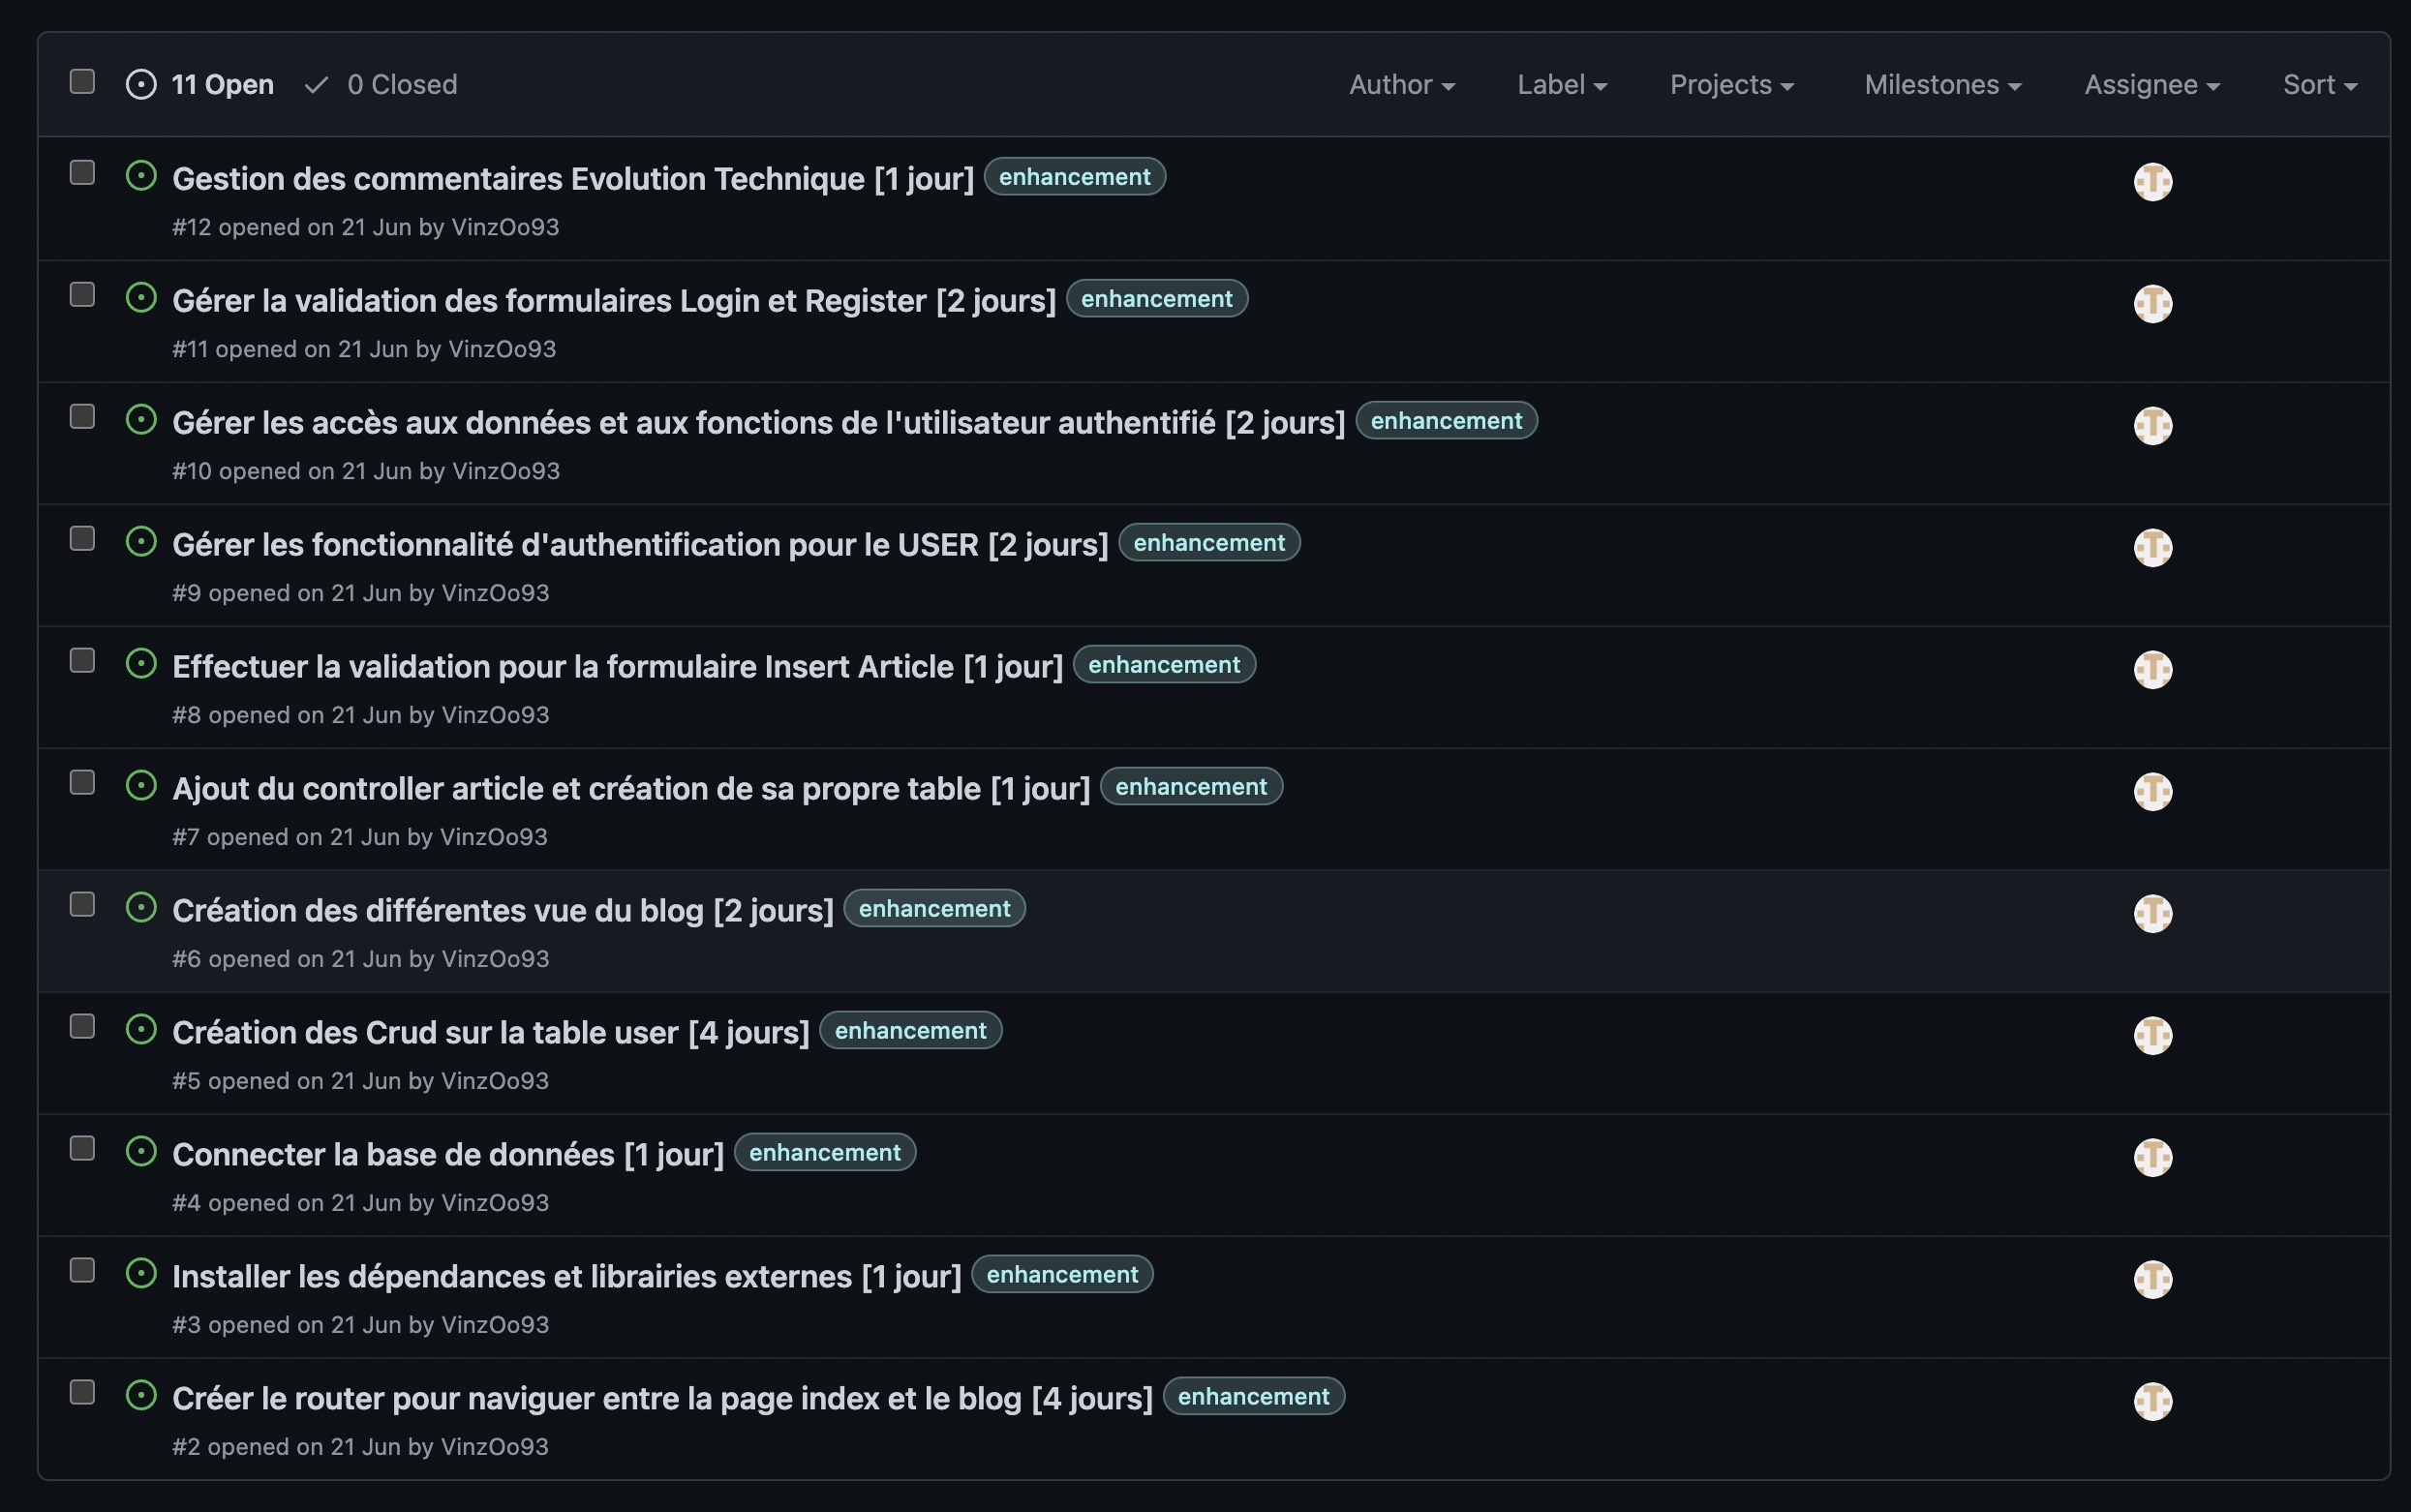 11 Open 0 Closed Author Label Projects Milestones Assignee Sort
Gestion des commentaires Evolution Technique [1 jour] enhancement
#12 opened on 21 Jun by VinzOo93
Gérer la validation des formulaires Login et Register [2 jours] enhancement
#11 opened on 21 Jun by VinzOo93
Gérer les accès aux données et aux fonctions de l'utilisateur authentifié [2 jours] enhancement
#10 opened on 21 Jun by VinzOo93
Gérer les fonctionnalité d'authentification pour le USER [2 jours] enhancement
#9 opened on 21 Jun by VinzOo93
Effectuer la validation pour la formulaire Insert Article [1 jour] enhancement
#8 opened on 21 Jun by VinzOo93
Ajout du controller article et création de sa propre table [1 jour] enhancement
#7 opened on 21 Jun by VinzOo93
Création des différentes vue du blog [2 jours] enhancement
#6 opened on 21 Jun by VinzOo93
Création des Crud sur la table user [4 jours] enhancement
#5 opened on 21 Jun by VinzOo93
Connecter la base de données [1 jour] enhancement
#4 opened on 21 Jun by VinzOo93
Installer les dépendances et librairies externes [1 jour] enhancement
#3 opened on 21 Jun by VinzOo93
Créer le router pour naviguer entre la page index et le blog [4 jours] enhancement
#2 opened on 21 Jun by VinzOo93